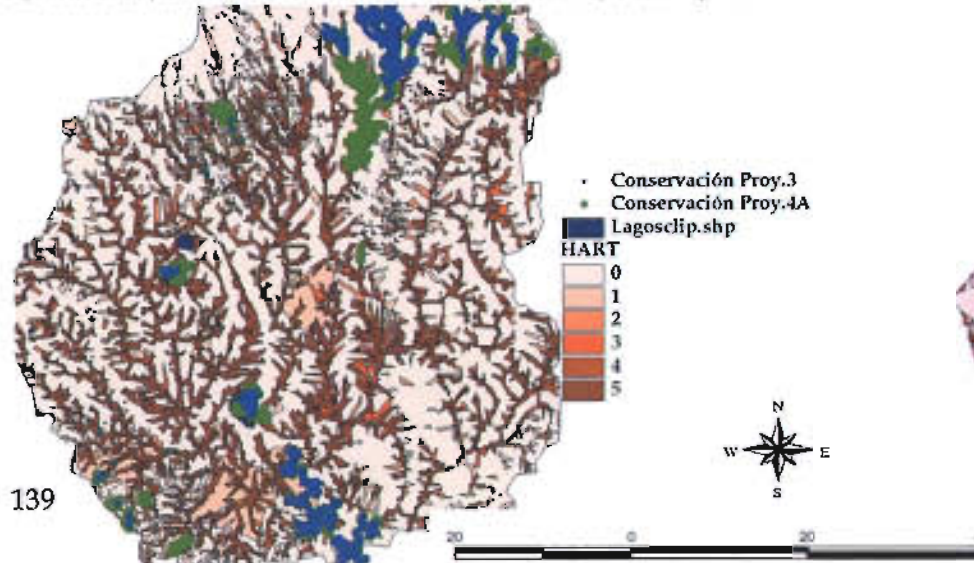 Conservación Proy.3
Conservación Proy.4A
Lagosclip.shp
HART
0
1
2
3
4
5
N
W E
S
139
20 0 20